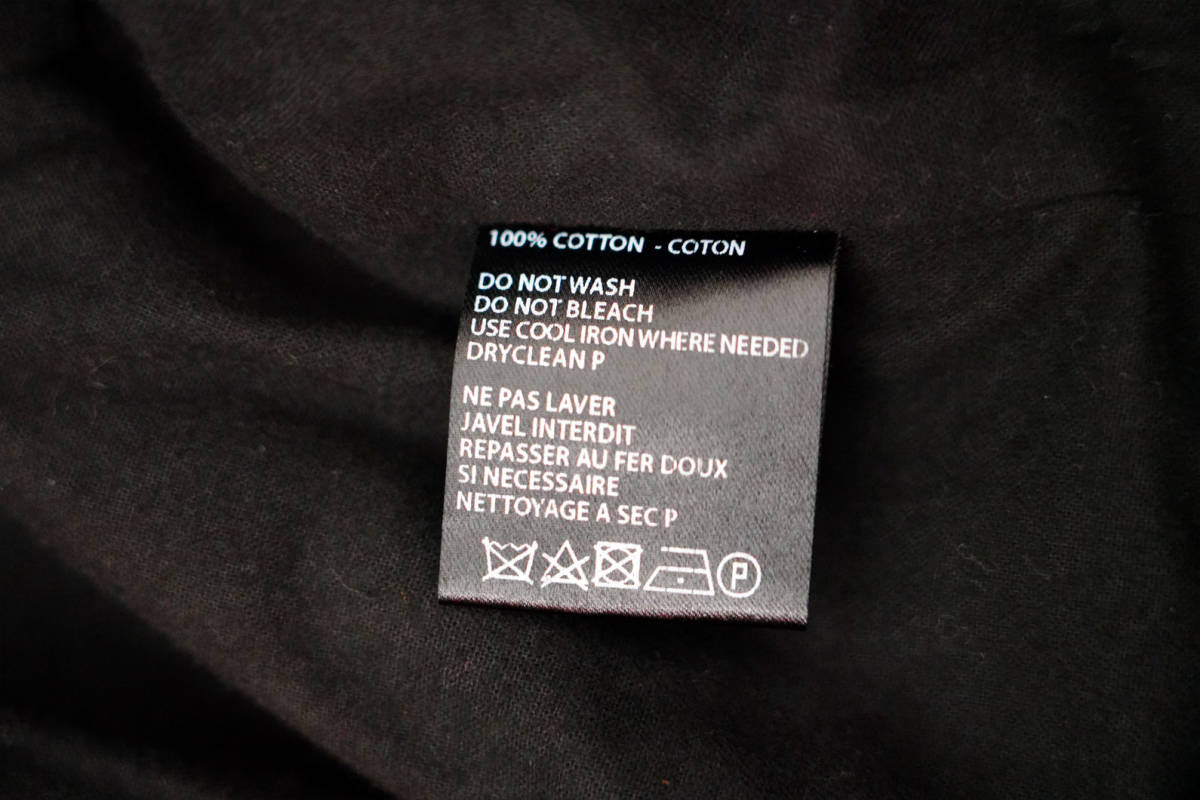 100% COTTON - COTON
DO NOT WASH
DO NOT BLEACH
USE COOL IRON WHERE NEEDED
DRYCLEAN P
NE PAS LAVER
JAVEL INTERDIT
REPASSER AU FER DOUX
SI NECESSAIRE
NETTOYAGE A SEC P
P